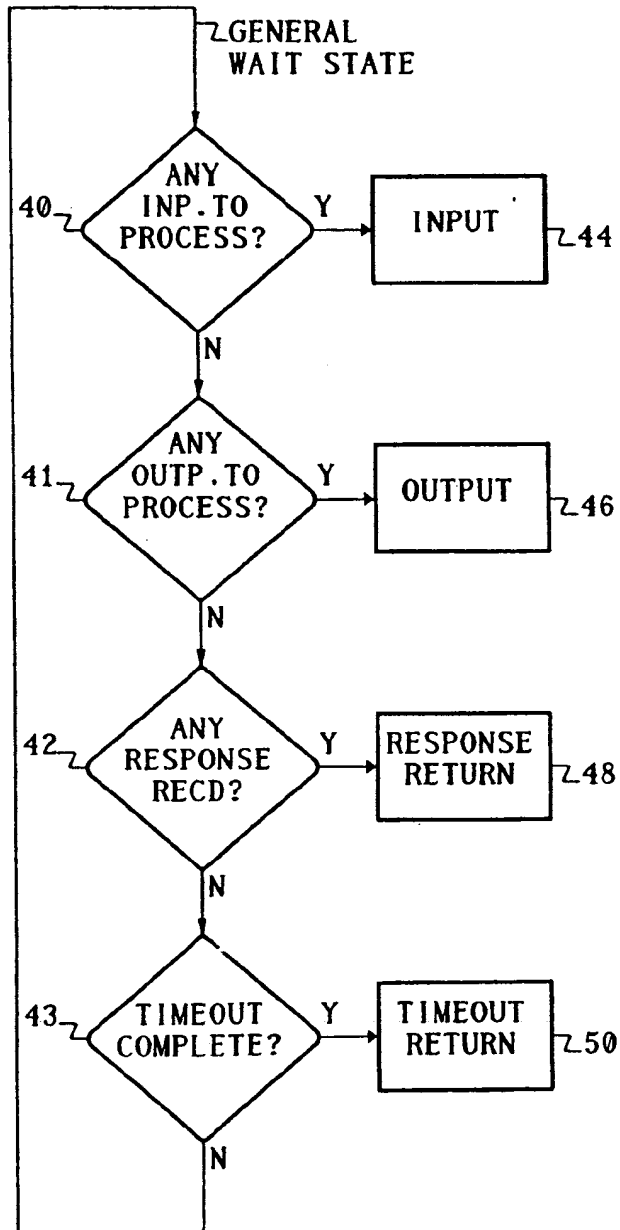 GENERAL
WAIT STATE
40
ANY
INP.TO
PROCESS?
Y
INPUT
44
N
41
ANY
OUTP.TO
PROCESS?
Y
OUTPUT
46
N
42
ANY
RESPONSE
RECD?
Y
RESPONSE
RETURN
48
N
43
TIMEOUT
COMPLETE?
Y
TIMEOUT
RETURN
50
N